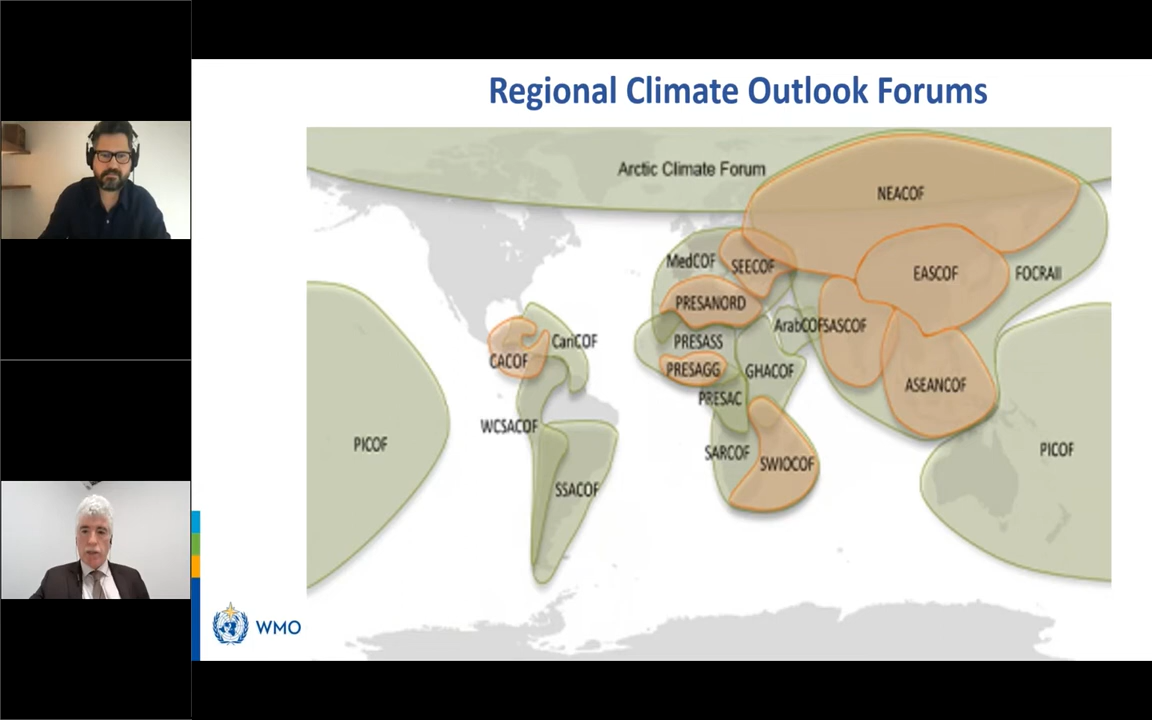 Regional Climate Outlook Forums
Arctic Climate Forum
NEACOF
MedCOF
SEECOF
EASCOF
FOCRAII
PRESANORD
ArabCOF
SASCOF
PRESASS
CariCOF
CACOF
PRESAGG
GHACOF
ASEANCOF
PRESAC
WCSACOF
PICOF
SARCOF
SWIOCOF
PICOF
SSACOF
WMO